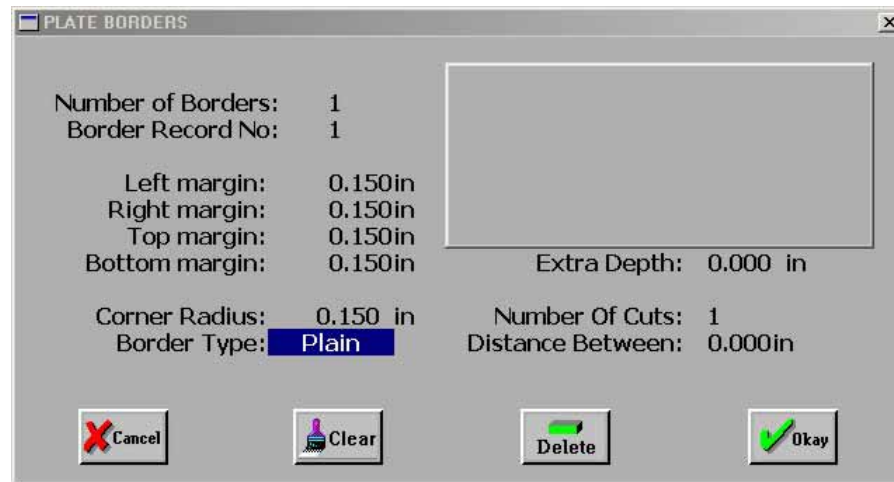 PLATE BORDERS
Number of Borders: 1
Border Record No: 1
Left margin: 0.150in
Right margin: 0.150in
Top margin: 0.150in
Bottom margin: 0.150in
Extra Depth: 0.000 in
Corner Radius: 0.150 in
Number Of Cuts: 1
Border Type: Plain
Distance Between: 0.000in
Cancel
Clear
Delete
Okay